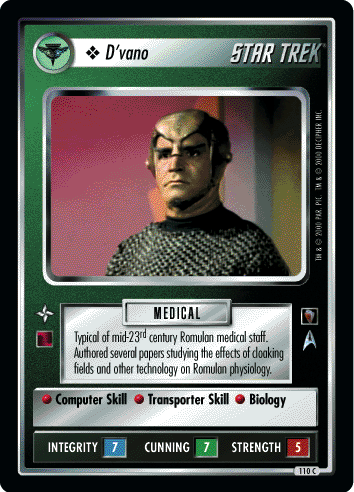 ❖ D'vano
STAR TREK
TM & © 2000 PAR. PIC. TM & © 2000 DECIPHER INC.
MEDICAL
Typical of mid-23rd century Romulan medical staff.
Authored several papers studying the effects of cloaking
fields and other technology on Romulan physiology.
Computer Skill Transporter Skill Biology
INTEGRITY 7 CUNNING 7 STRENGTH 5
110 C